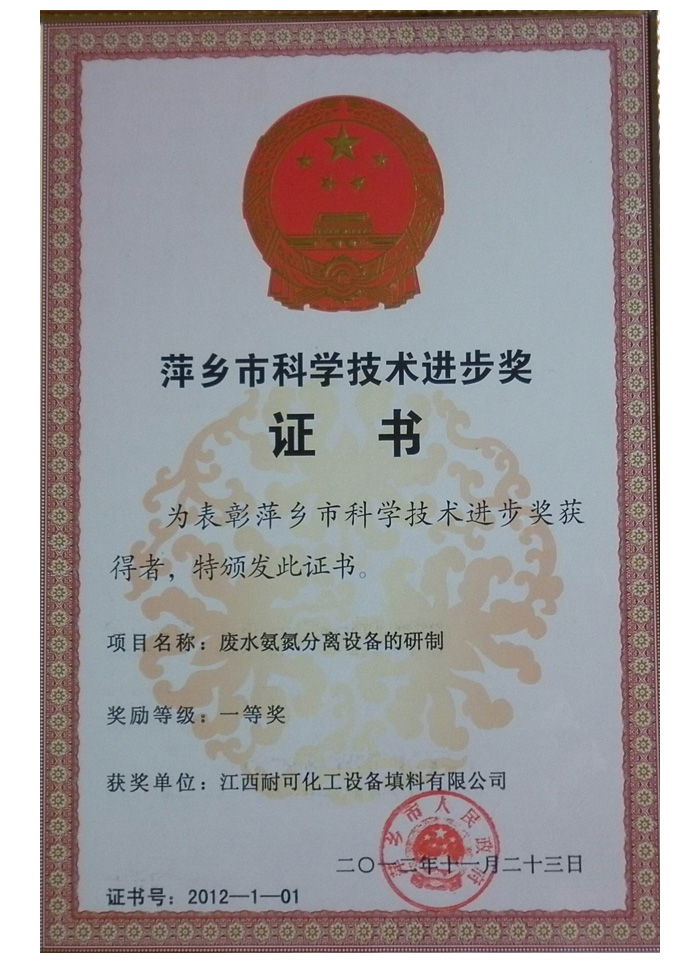 萍乡市科学技术进步奖
证 书
为表彰萍乡市科学技术进步奖获
得者，特颁发此证书。
项目名称：废水氨氮分离设备的研制
奖励等级：一等奖
获奖单位：江西耐可化工设备填料有限公司
萍乡市人民政府
二〇一二年十一月二十三日
证书号：2012—1—01